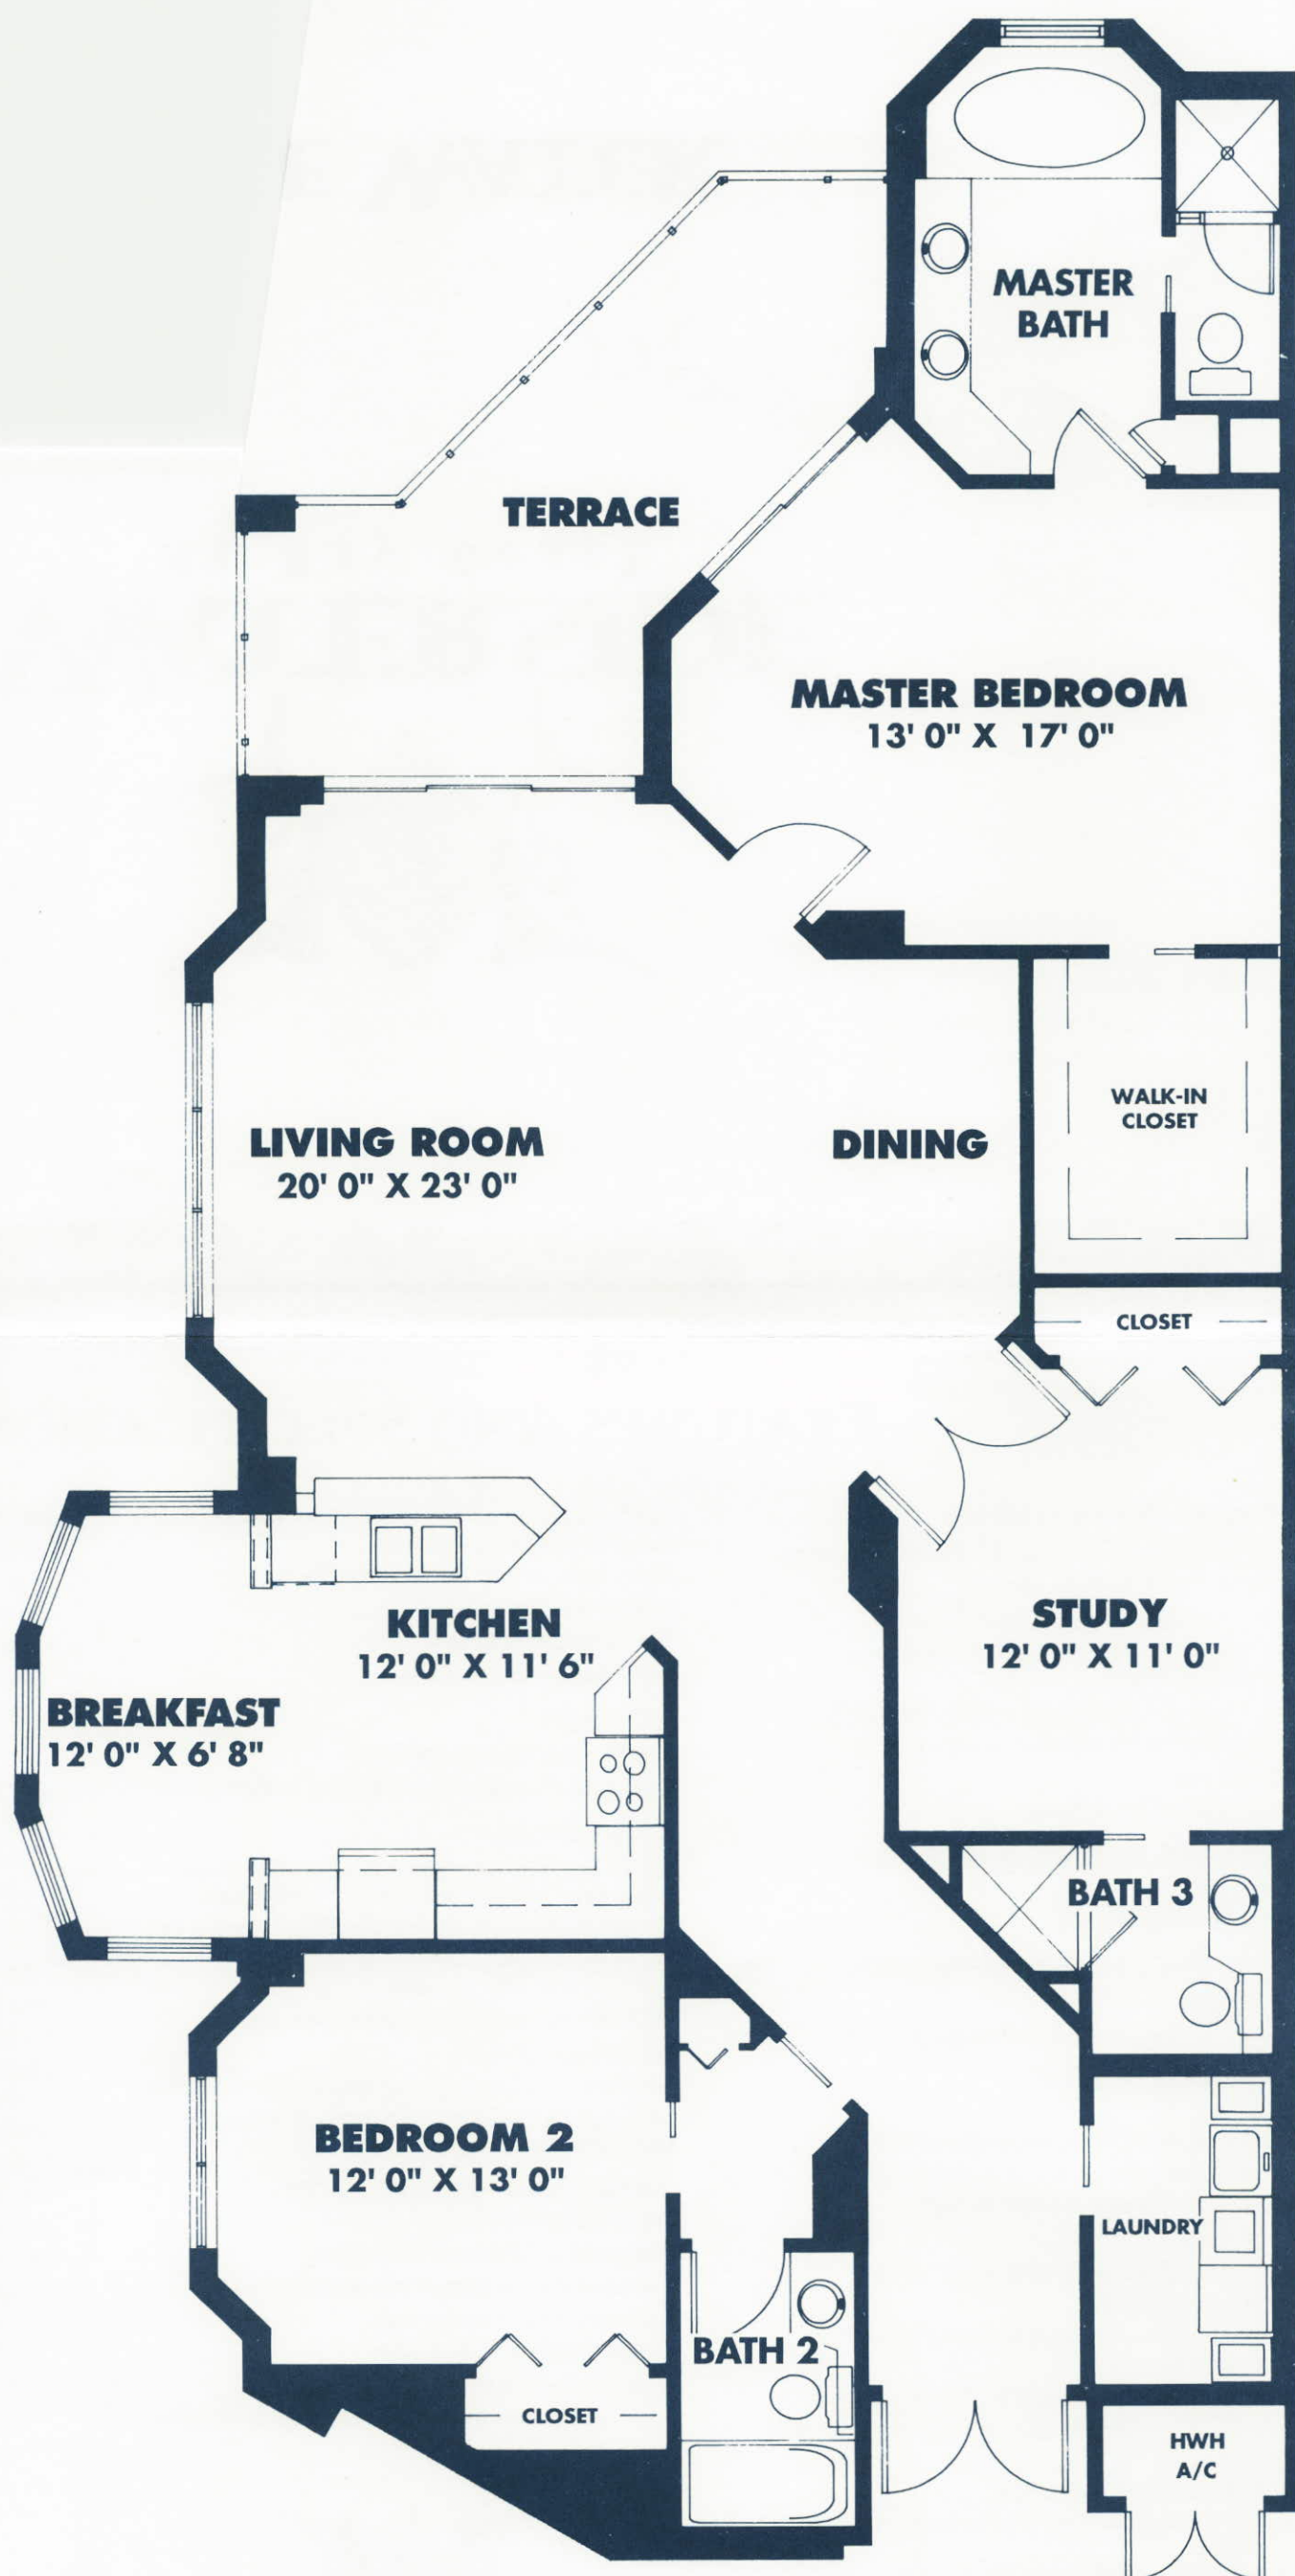 MASTER
BATH
TERRACE
MASTER BEDROOM
13' 0" X 17' 0"
WALK-IN
CLOSET
LIVING ROOM
20' 0" X 23' 0"
DINING
CLOSET
KITCHEN
12' 0" X 11' 6"
STUDY
12' 0" X 11' 0"
BREAKFAST
12' 0" X 6' 8"
BATH 3
BEDROOM 2
12' 0" X 13' 0"
LAUNDRY
BATH 2
CLOSET
HWH
A/C